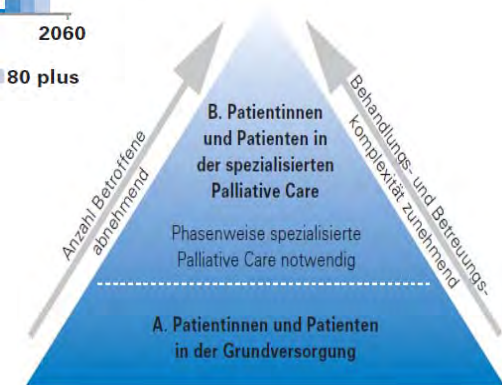 2060
80 plus
B. Patientinnen
und Patienten in
der spezialisierten
Palliative Care
Phasenweise spezialisierte
Palliative Care notwendig
A. Patientinnen und Patienten
in der Grundversorgung
Anzahl Betroffene
abnehmend
Behandlungs- und Betreuungs-
komplexität zunehmend